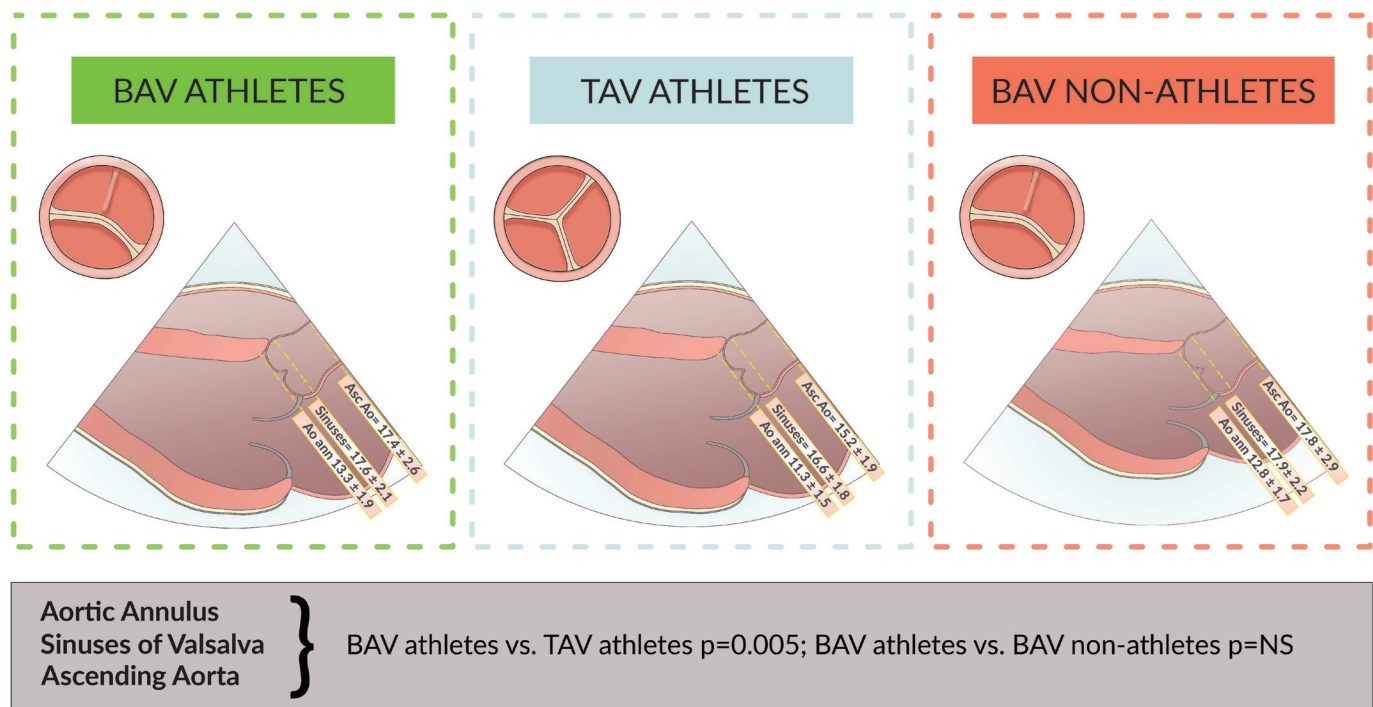 BAV ATHLETES
Asc Ao= 17.4 ± 2.6
Sinuses= 17.6 ± 2.1
Ao ann 13.3 ± 1.9
TAV ATHLETES
Asc Ao= 15.2 ± 1.9
Sinuses= 16.6 ± 1.8
Ao ann 11.3 ± 1.5
BAV NON-ATHLETES
Asc Ao= 17.8 ± 2.9
Sinuses= 17.9± 2.2
Ao ann 12.8 ± 1.7
Aortic Annulus
Sinuses of Valsalva
Ascending Aorta
} BAV athletes vs. TAV athletes p=0.005; BAV athletes vs. BAV non-athletes p=NS